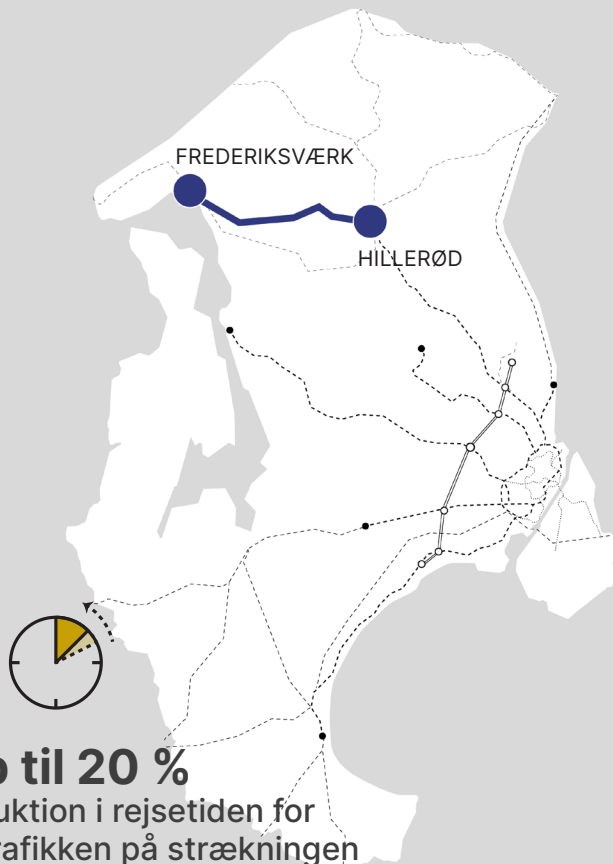 FREDERIKSVÆRK
HILLERØD
til 20 %
i rejsetiden for
på strækningen